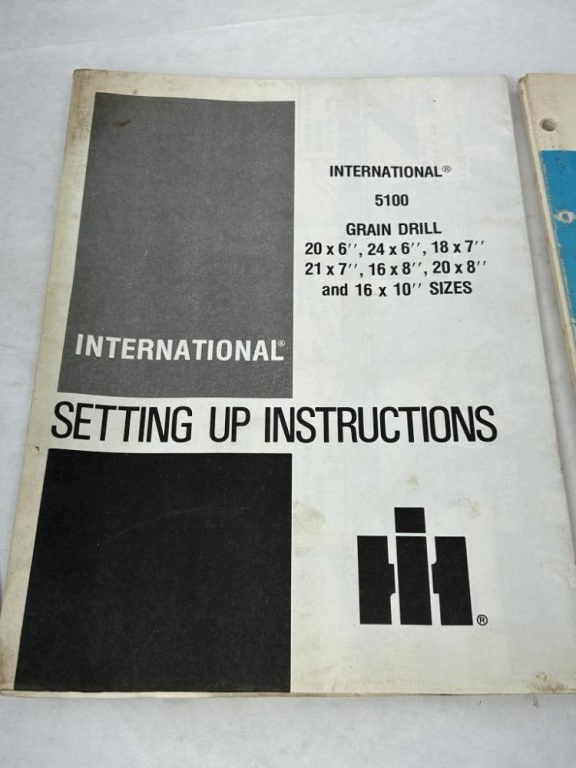 INTERNATIONAL®
5100
GRAIN DRILL
20 x 6'', 24 x 6'', 18 x 7''
21 x 7'', 16 x 8'', 20 x 8''
and 16 x 10'' SIZES
INTERNATIONAL®
SETTING UP INSTRUCTIONS
IH®